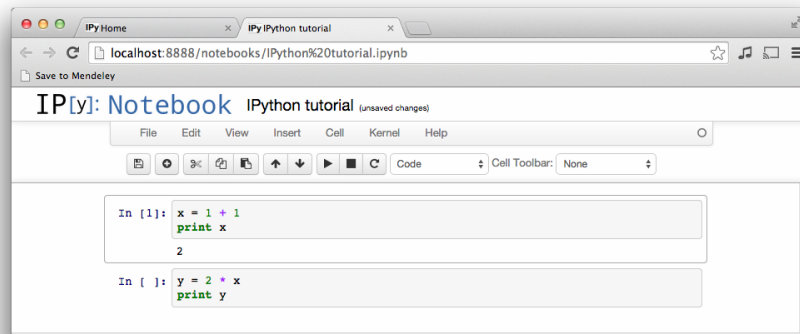 IPy Home
IPy IPython tutorial
localhost:8888/notebooks/IPython%20tutorial.ipynb
Save to Mendeley
IP[y]: Notebook IPython tutorial (unsaved changes)
File Edit View Insert Cell Kernel Help
Code Cell Toolbar: None
In [1]: x = 1 + 1
print x
2
In [ ]: y = 2 * x
print y